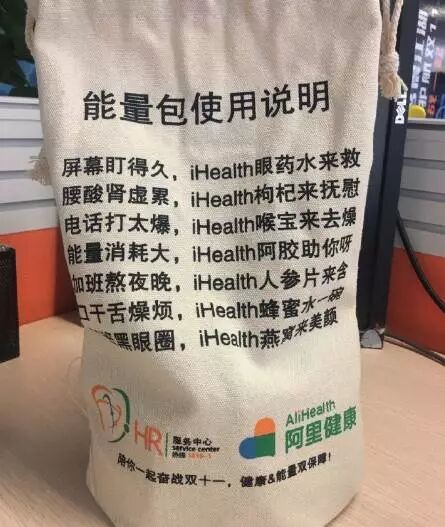 能量包使用说明
屏幕盯得久，iHealth眼药水来救
腰酸肾虚累，iHealth枸杞来抚慰
电话打太爆，iHealth喉宝来去燥
能量消耗大，iHealth阿胶助你呀
加班熬夜晚，iHealth人参片来含
口干舌燥烦，iHealth蜂蜜水一碗
黑眼圈，iHealth燕窝来美颜
HR 服务中心
service center
热线
AliHealth
阿里健康
陪你一起奋战双十一，健康&能量双保障！
DELL